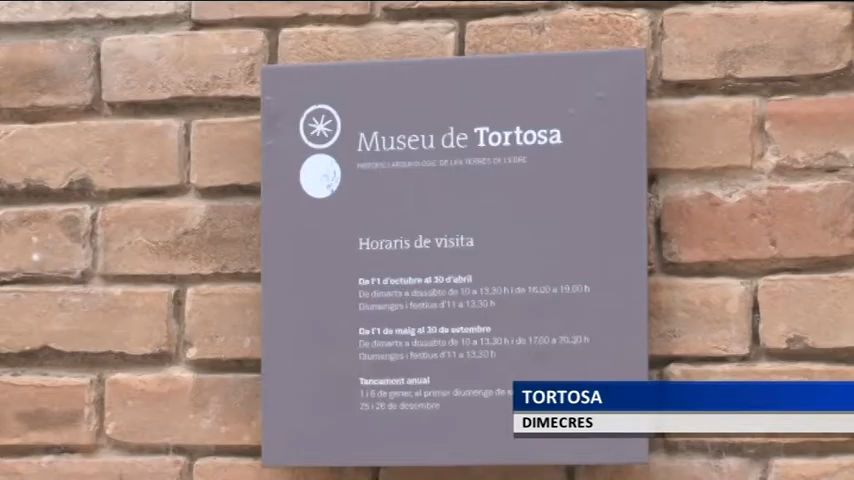 Museu de Tortosa
HISTÒRIC I ARQUEOLÒGIC DE LES TERRES DE L'EBRE
Horaris de visita
De l'1 d'octubre al 30 d'abril
De dimarts a dissabte de 10 a 13.30 h i de 16.00 a 19.00 h
Diumenges i festius d'11 a 13.30 h
De l'1 de maig al 30 de setembre
De dimarts a dissabte de 10 a 13.30 h i de 17.00 a 20.30 h
Diumenges i festius d'11 a 13.30 h
Tancament anual
1 i 6 de gener, el primer diumenge de
25 i 26 de desembre
TORTOSA
DIMECRES